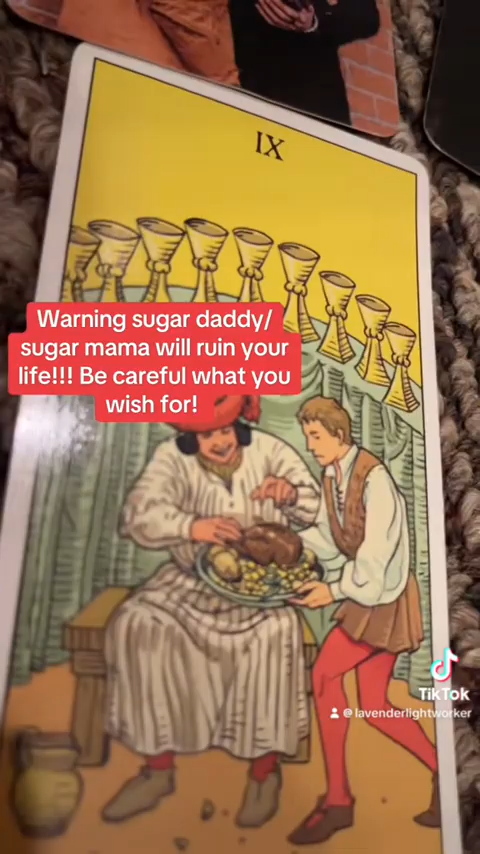 IX
Warning sugar daddy/
sugar mama will ruin your
life!!! Be careful what you
wish for!
TikTok
@lavenderlightworker